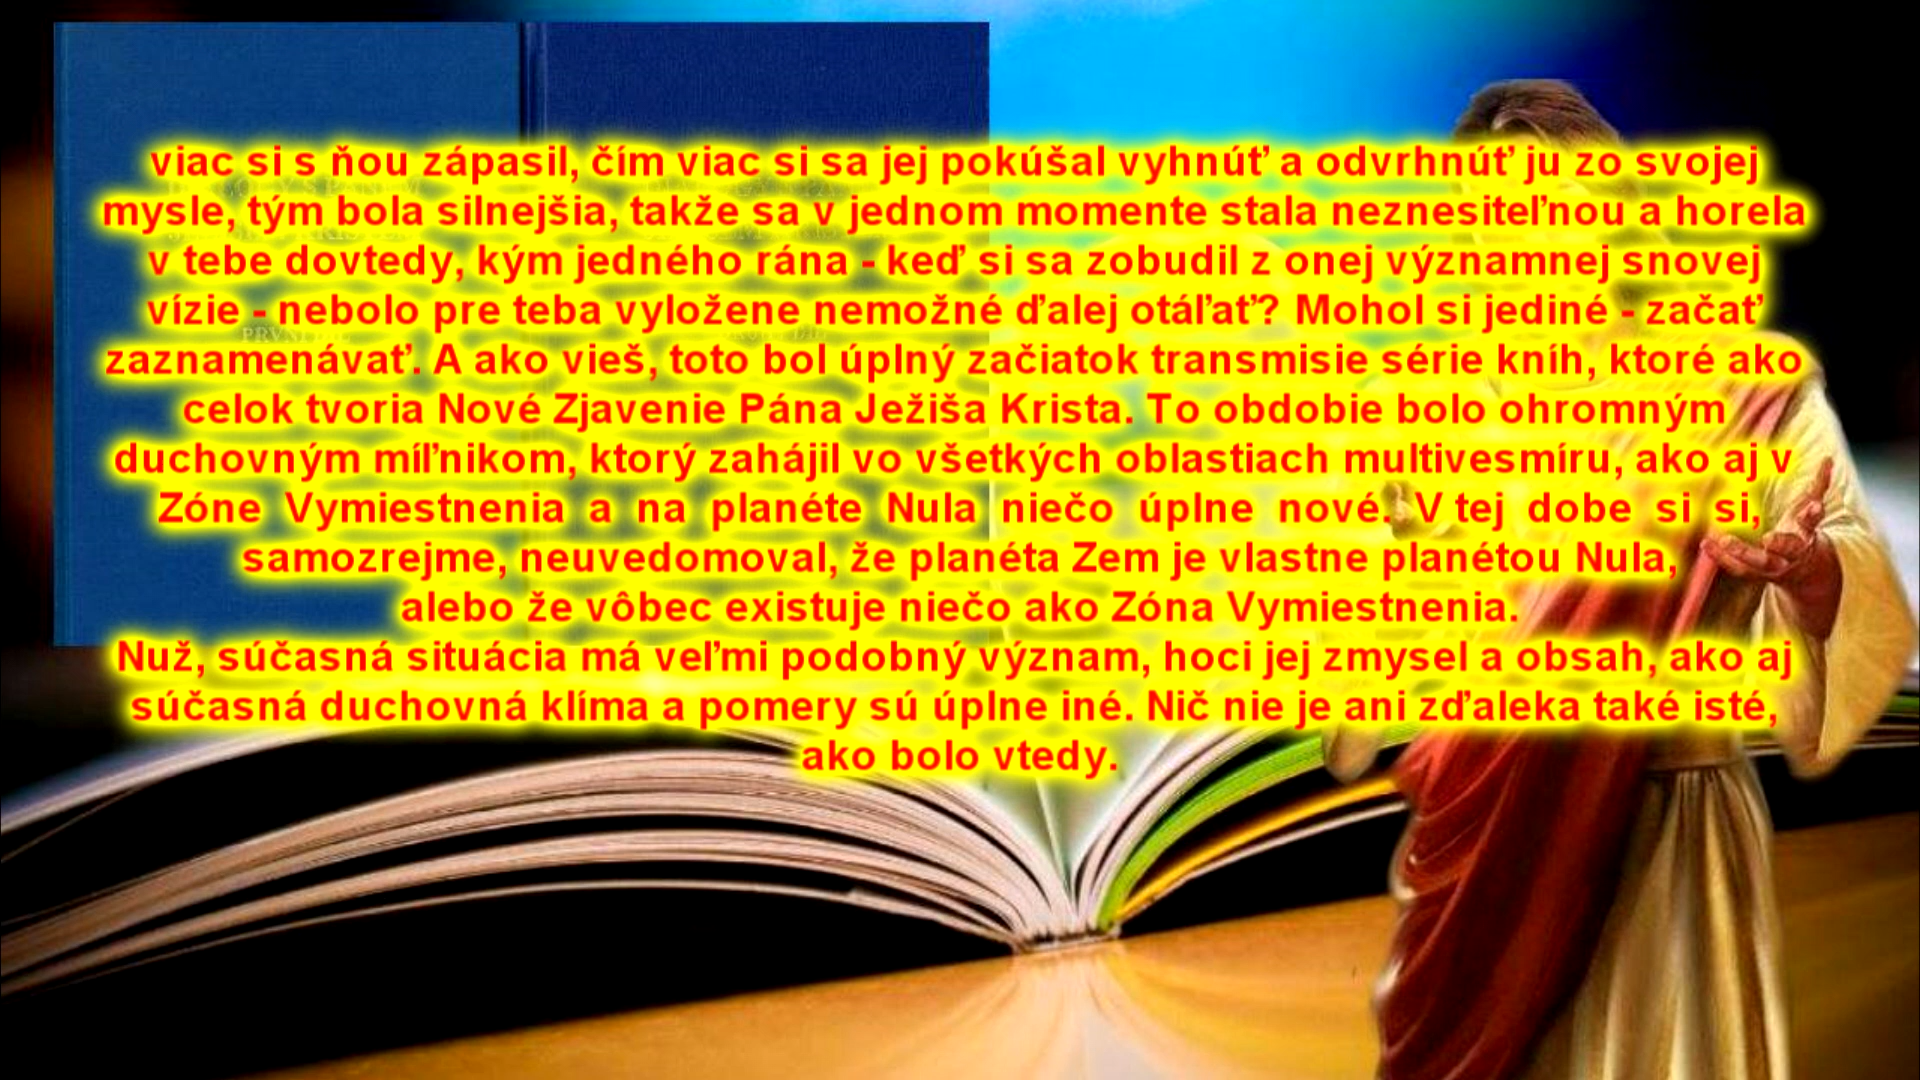 viac si s ňou zápasil, čím viac si sa jej pokúšal vyhnúť a odvrhnúť ju zo svojej
mysle, tým bola silnejšia, takže sa v jednom momente stala neznesiteľnou a horela
v tebe dovtedy, kým jedného rána - keď si sa zobudil z onej významnej snovej
vízie - nebolo pre teba vyložene nemožné ďalej otáľať? Mohol si jediné - začať
zaznamenávať. A ako vieš, toto bol úplný začiatok transmisie série kníh, ktoré ako
celok tvoria Nové Zjavenie Pána Ježiša Krista. To obdobie bolo ohromným
duchovným míľnikom, ktorý zahájil vo všetkých oblastiach multivesmíru, ako aj v
Zóne Vymiestnenia a na planéte Nula niečo úplne nové. V tej dobe si si,
samozrejme, neuvedomoval, že planéta Zem je vlastne planétou Nula,
alebo že vôbec existuje niečo ako Zóna Vymiestnenia.
Nuž, súčasná situácia má veľmi podobný význam, hoci jej zmysel a obsah, ako aj
súčasná duchovná klíma a pomery sú úplne iné. Nič nie je ani zďaleka také isté,
ako bolo vtedy.